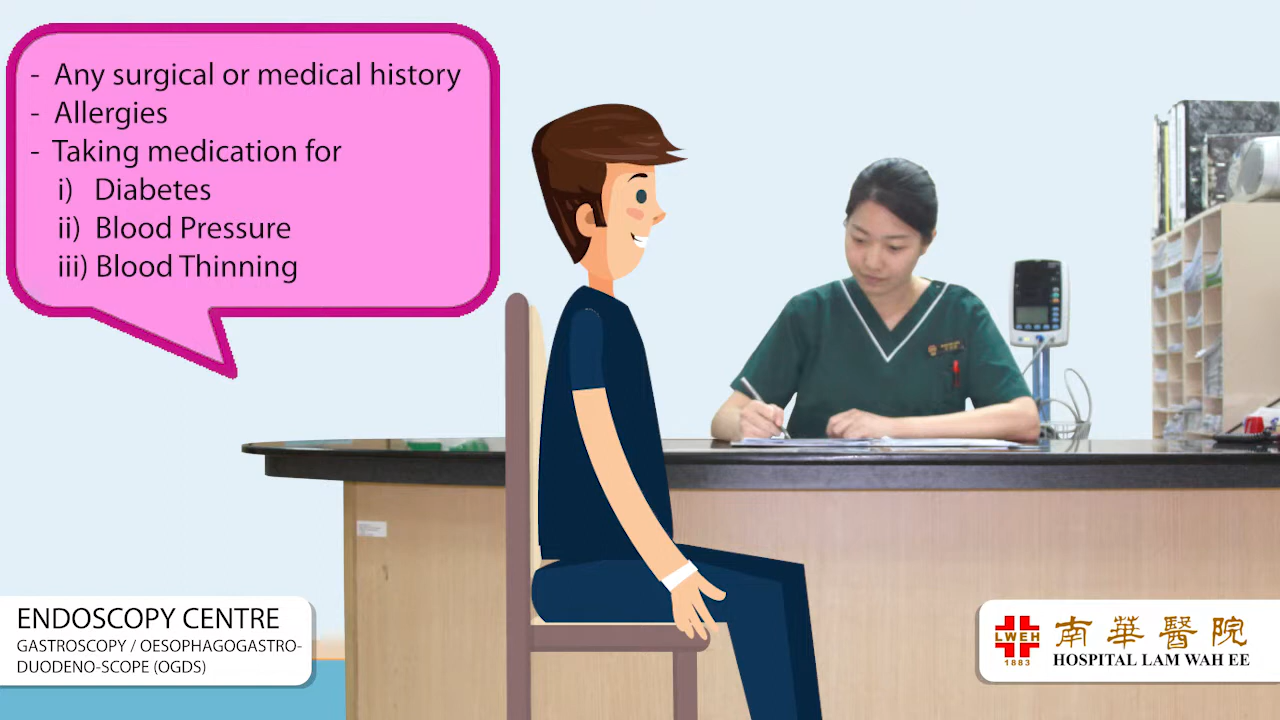 - Any surgical or medical history
- Allergies
- Taking medication for
i) Diabetes
ii) Blood Pressure
iii) Blood Thinning
ENDOSCOPY CENTRE
GASTROSCOPY / OESOPHAGOGASTRO-
DUODENO-SCOPE (OGDS)
LWEH
1883
南華醫院
HOSPITAL LAM WAH EE